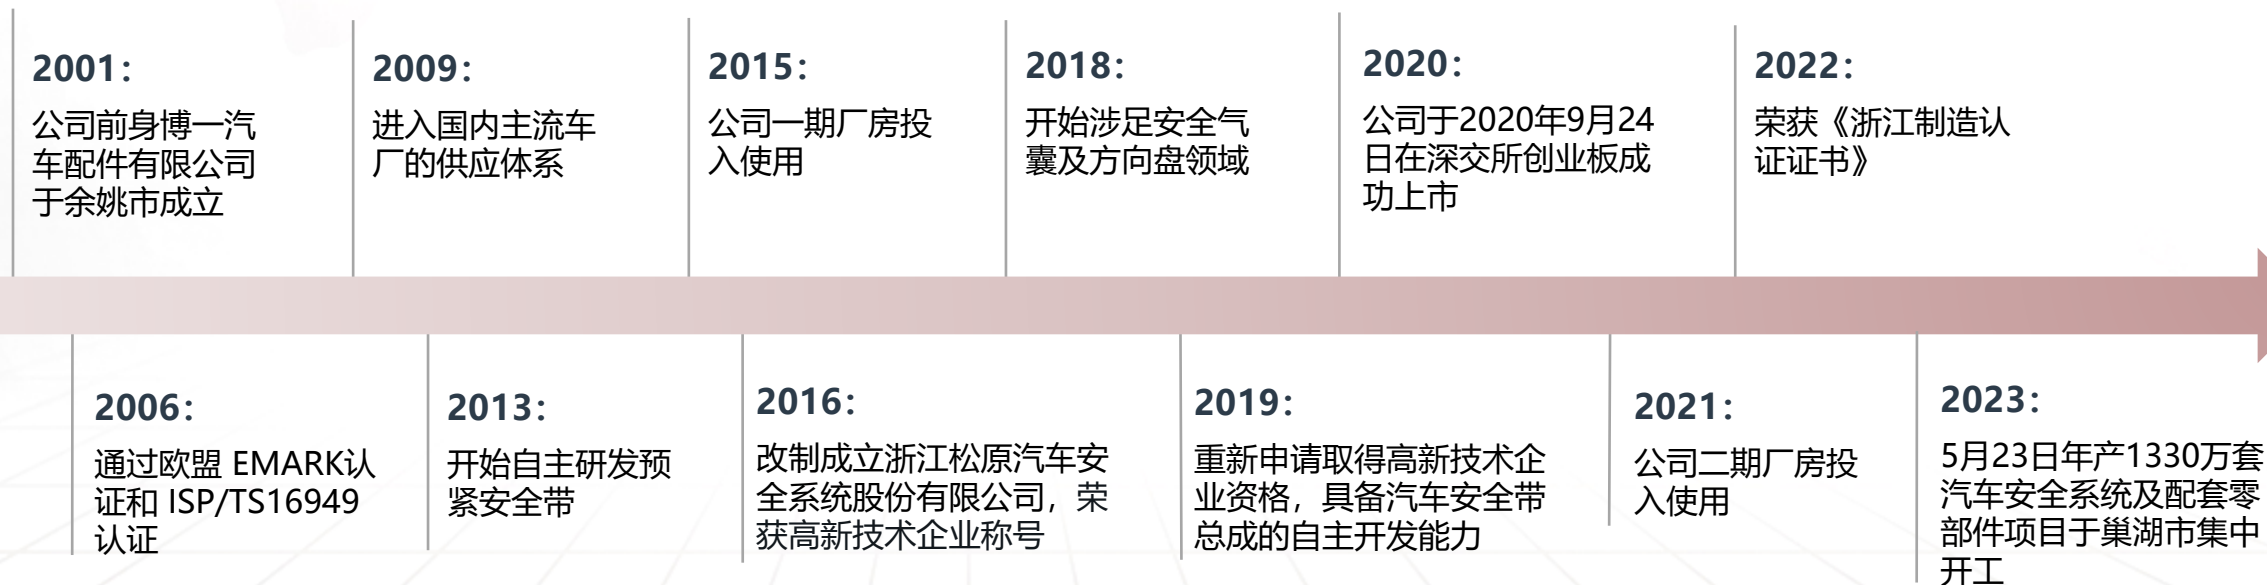 2001：
公司前身博一汽
车配件有限公司
于余姚市成立
2009：
进入国内主流车
厂的供应体系
2015：
公司一期厂房投
入使用
2018：
开始涉足安全气
囊及方向盘领域
2020：
公司于2020年9月24
日在深交所创业板成
功上市
2022：
荣获《浙江制造认
证证书》
2006：
通过欧盟 EMARK认
证和 ISP/TS16949
认证
2013：
开始自主研发预
紧安全带
2016：
改制成立浙江松原汽车安
全系统股份有限公司，荣
获高新技术企业称号
2019：
重新申请取得高新技术企
业资格，具备汽车安全带
总成的自主开发能力
2021：
公司二期厂房投
入使用
2023：
5月23日年产1330万套
汽车安全系统及配套零
部件项目于巢湖市集中
开工